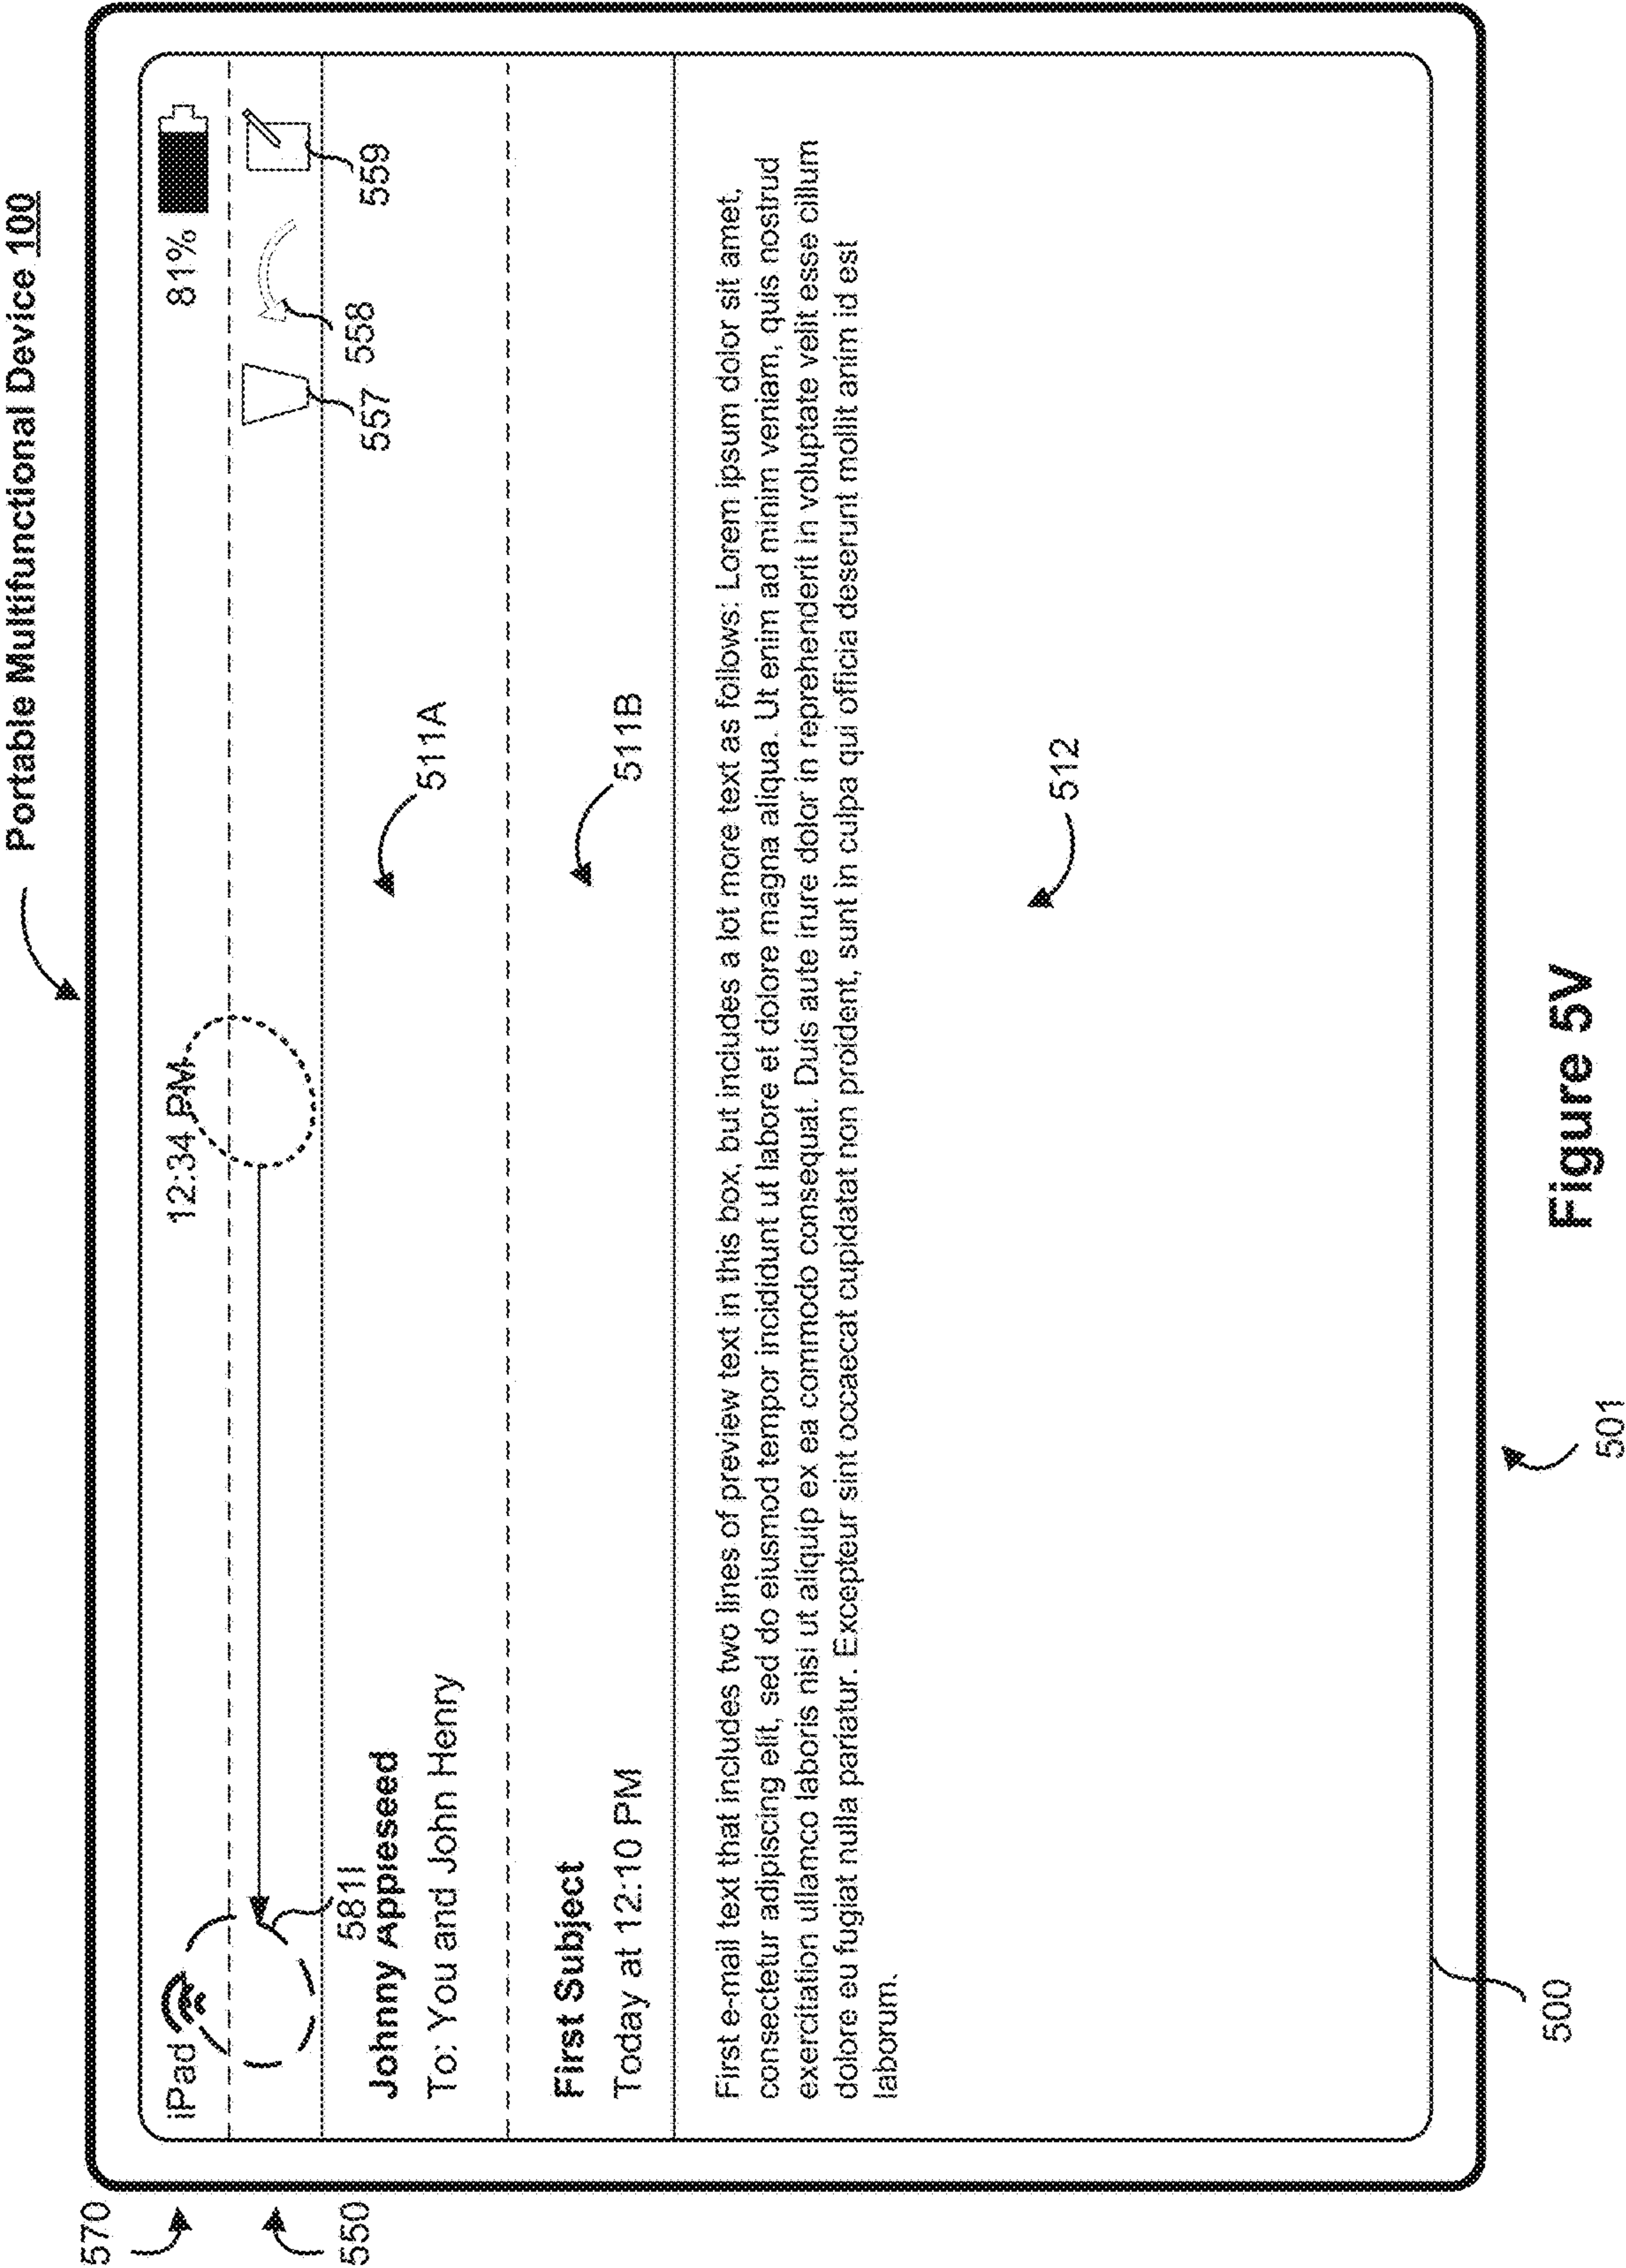 Portable Multifunctional Device 100
570
iPad
12:34 PM
81%
550
581I
557
558
559
Johnny Appleseed
To: You and John Henry
511A
First Subject
Today at 12:10 PM
511B
First e-mail text that includes two lines of preview text in this box, but includes a lot more text as follows: Lorem ipsum dolor sit amet,
consectetur adipiscing elit, sed do eiusmod tempor incididunt ut labore et dolore magna aliqua. Ut enim ad minim veniam, quis nostrud
exercitation ullamco laboris nisi ut aliquip ex ea commodo consequat. Duis aute irure dolor in reprehenderit in voluptate velit esse cillum
dolore eu fugiat nulla pariatur. Excepteur sint occaecat cupidatat non proident, sunt in culpa qui officia deserunt mollit anim id est
laborum.
512
500
501
Figure 5V